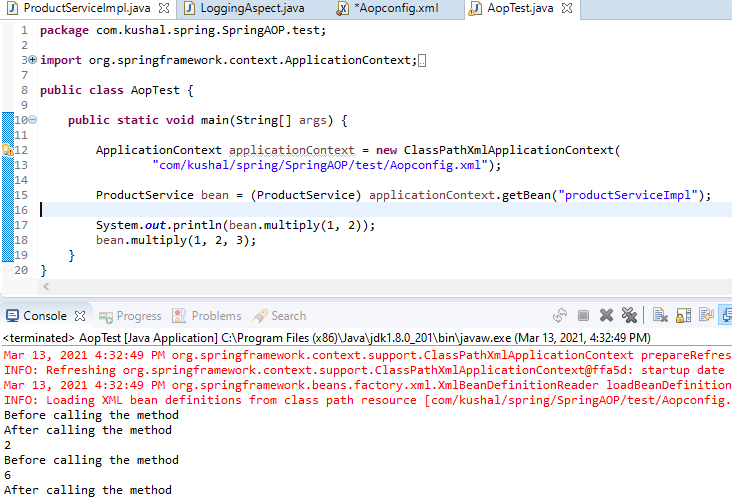 ProductServiceImpl.java LoggingAspect.java *Aopconfig.xml AopTest.java
1 package com.kushal.spring.SpringAOP.test;
2
3 import org.springframework.context.ApplicationContext;
7
8 public class AopTest {
9
10 public static void main(String[] args) {
11
12 ApplicationContext applicationContext = new ClassPathXmlApplicationContext(
13 "com/kushal/spring/SpringAOP/test/Aopconfig.xml");
14
15 ProductService bean = (ProductService) applicationContext.getBean("productServiceImpl");
16
17 System.out.println(bean.multiply(1, 2));
18 bean.multiply(1, 2, 3);
19 }
20 }
Console Progress Problems Search
<terminated> AopTest [Java Application] C:\Program Files (x86)\Java\jdk1.8.0_201\bin\javaw.exe (Mar 13, 2021 4:32:49 PM)
Mar 13, 2021 4:32:49 PM org.springframework.context.support.ClassPathXmlApplicationContext prepareRefres
INFO: Refreshing org.springframework.context.support.ClassPathXmlApplicationContext@ffa5d: startup date
Mar 13, 2021 4:32:49 PM org.springframework.beans.factory.xml.XmlBeanDefinitionReader loadBeanDefinition
INFO: Loading XML bean definitions from class path resource [com/kushal/spring/SpringAOP/test/Aopconfig.
Before calling the method
After calling the method
2
Before calling the method
6
After calling the method